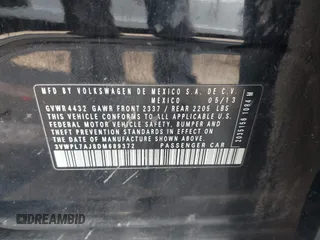 MFD BY VOLKSWAGEN DE MEXICO S.A. DE C.V.
MEXICO 05/13
GVWR 4432 GAWR FRONT 2337 / REAR 2205 LBS
THIS VEHICLE CONFORMS TO ALL APPLICABLE U.S.
FEDERAL MOTOR VEHICLE SAFETY, BUMPER AND
THEFT PREVENTION STANDARDS IN EFFECT ON THE
DATE OF MANUFACTURE SHOWN ABOVE.
3VWPL7AJ8DM689372 PASSENGER CAR
DREAMBID